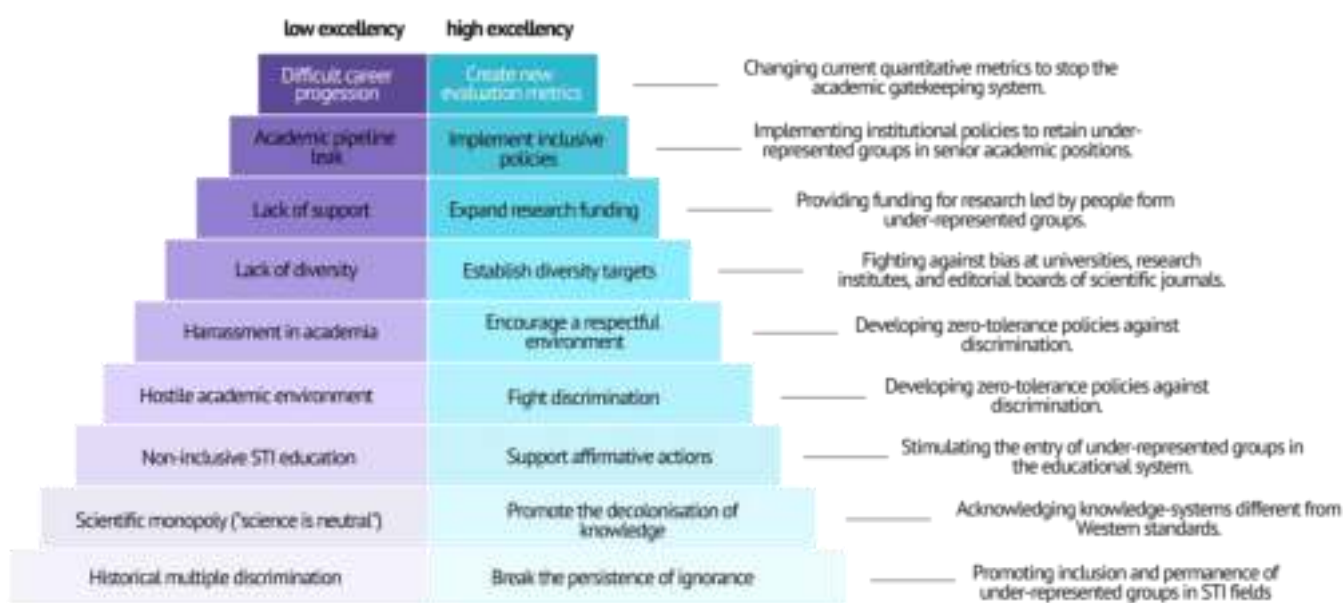 low excellency high excellency
Difficult career
progession
Create new
evaluation metrics
Changing current quantitative metrics to stop the
academic gatekeeping system.
Academic pipeline
leak
Implement inclusive
policies
Implementing institutional policies to retain under-
represented groups in senior academic positions.
Lack of support
Expand research funding
Providing funding for research led by people form
under-represented groups.
Lack of diversity
Establish diversity targets
Fighting against bias at universities, research
institutes, and editorial boards of scientific journals.
Harrassment in academia
Encourage a respectful
environment
Developing zero-tolerance policies against
discrimination.
Hostile academic environment
Fight discrimination
Developing zero-tolerance policies against
discrimination.
Non-inclusive STI education
Support affirmative actions
Stimulating the entry of under-represented groups in
the educational system.
Scientific monopoly ("science is neutral")
Promote the decolonisation of
knowledge
Acknowledging knowledge-systems different from
Western standards.
Historical multiple discrimination
Break the persistence of ignorance
Promoting inclusion and permanence of
under-represented groups in STI fields